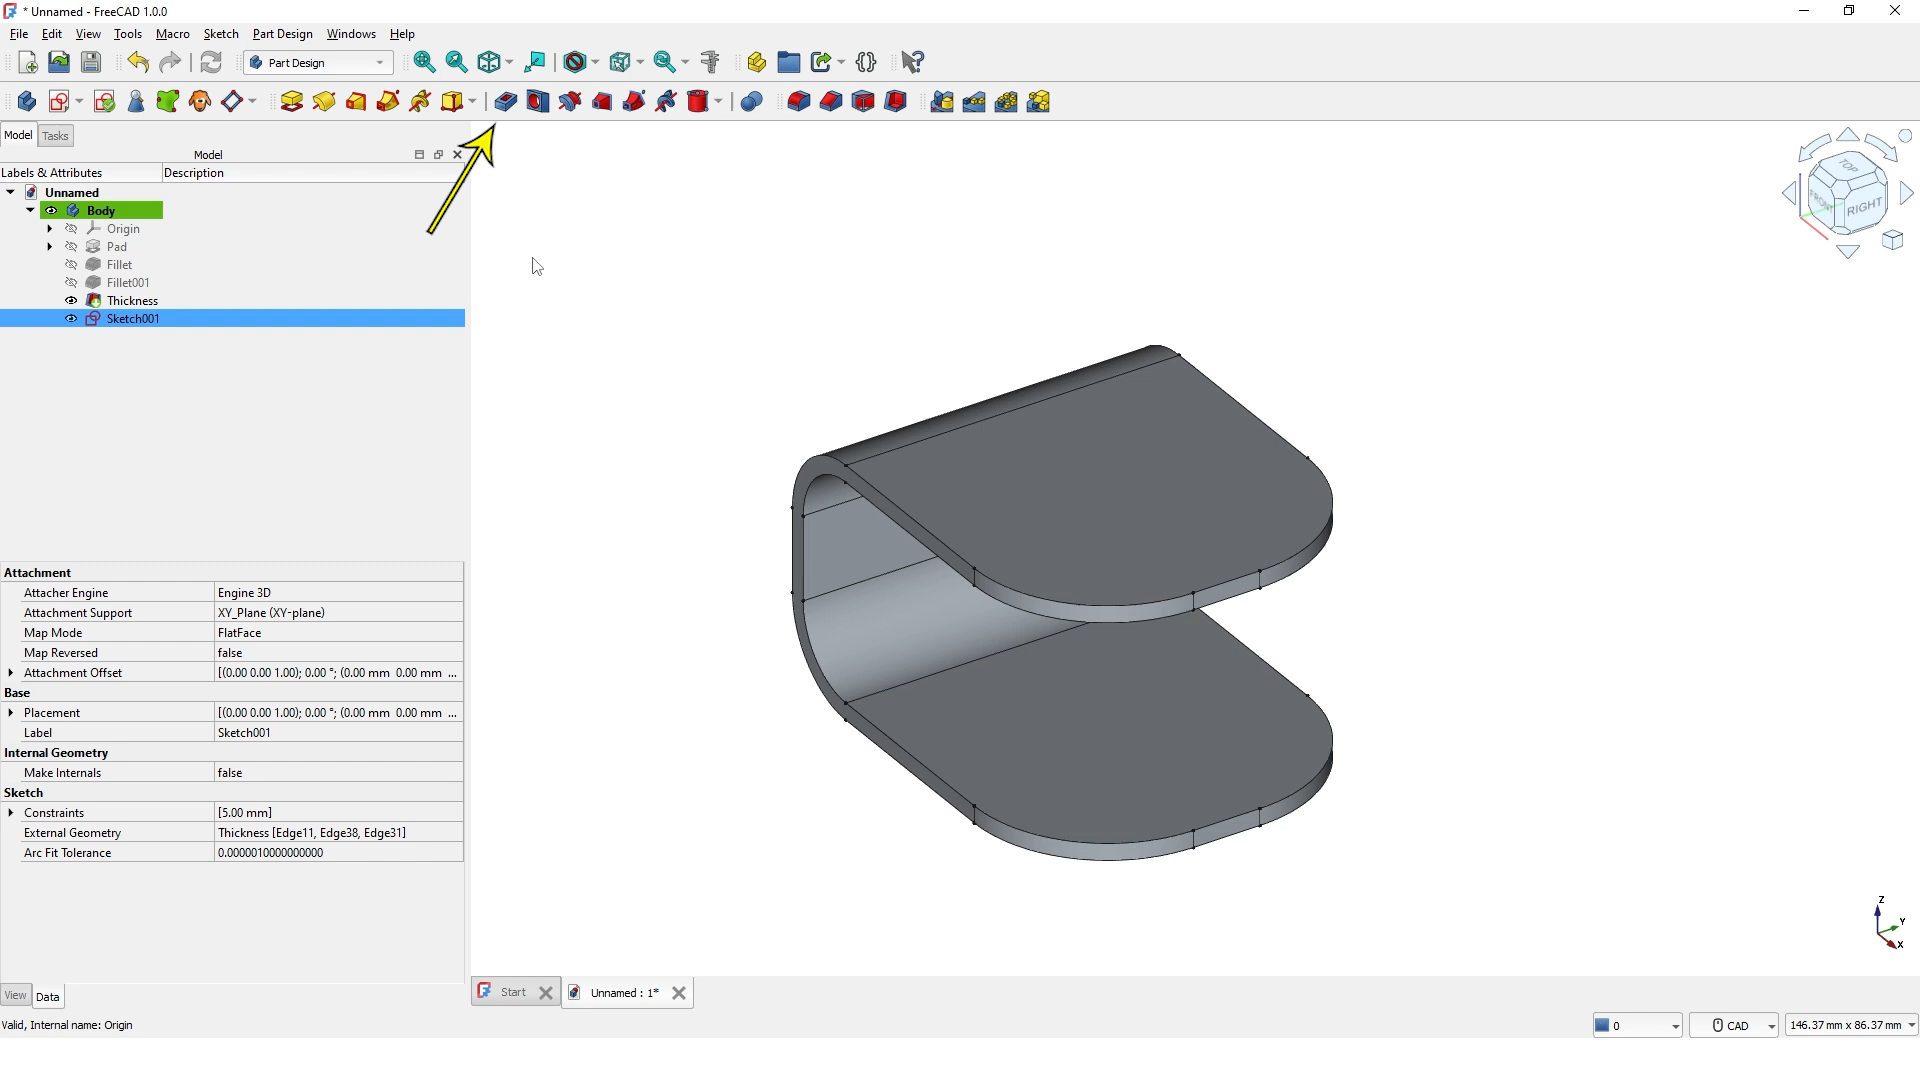 * Unnamed - FreeCAD 1.0.0
File Edit View Tools Macro Sketch Part Design Windows Help
Part Design
Model Tasks
Model
Labels & Attributes Description
Unnamed
Body
Origin
Pad
Fillet
Fillet001
Thickness
Sketch001
TOP
FRONT RIGHT
Attachment
Attacher Engine Engine 3D
Attachment Support XY_Plane (XY-plane)
Map Mode FlatFace
Map Reversed false
Attachment Offset [(0.00 0.00 1.00); 0.00 °; (0.00 mm 0.00 mm ...
Base
Placement [(0.00 0.00 1.00); 0.00 °; (0.00 mm 0.00 mm ...
Label Sketch001
Internal Geometry
Make Internals false
Sketch
Constraints [5.00 mm]
External Geometry Thickness [Edge11, Edge38, Edge31]
Arc Fit Tolerance 0.0000010000000000
Z
Y
X
View Data
Start Unnamed : 1*
Valid, Internal name: Origin
0 CAD 146.37 mm x 86.37 mm